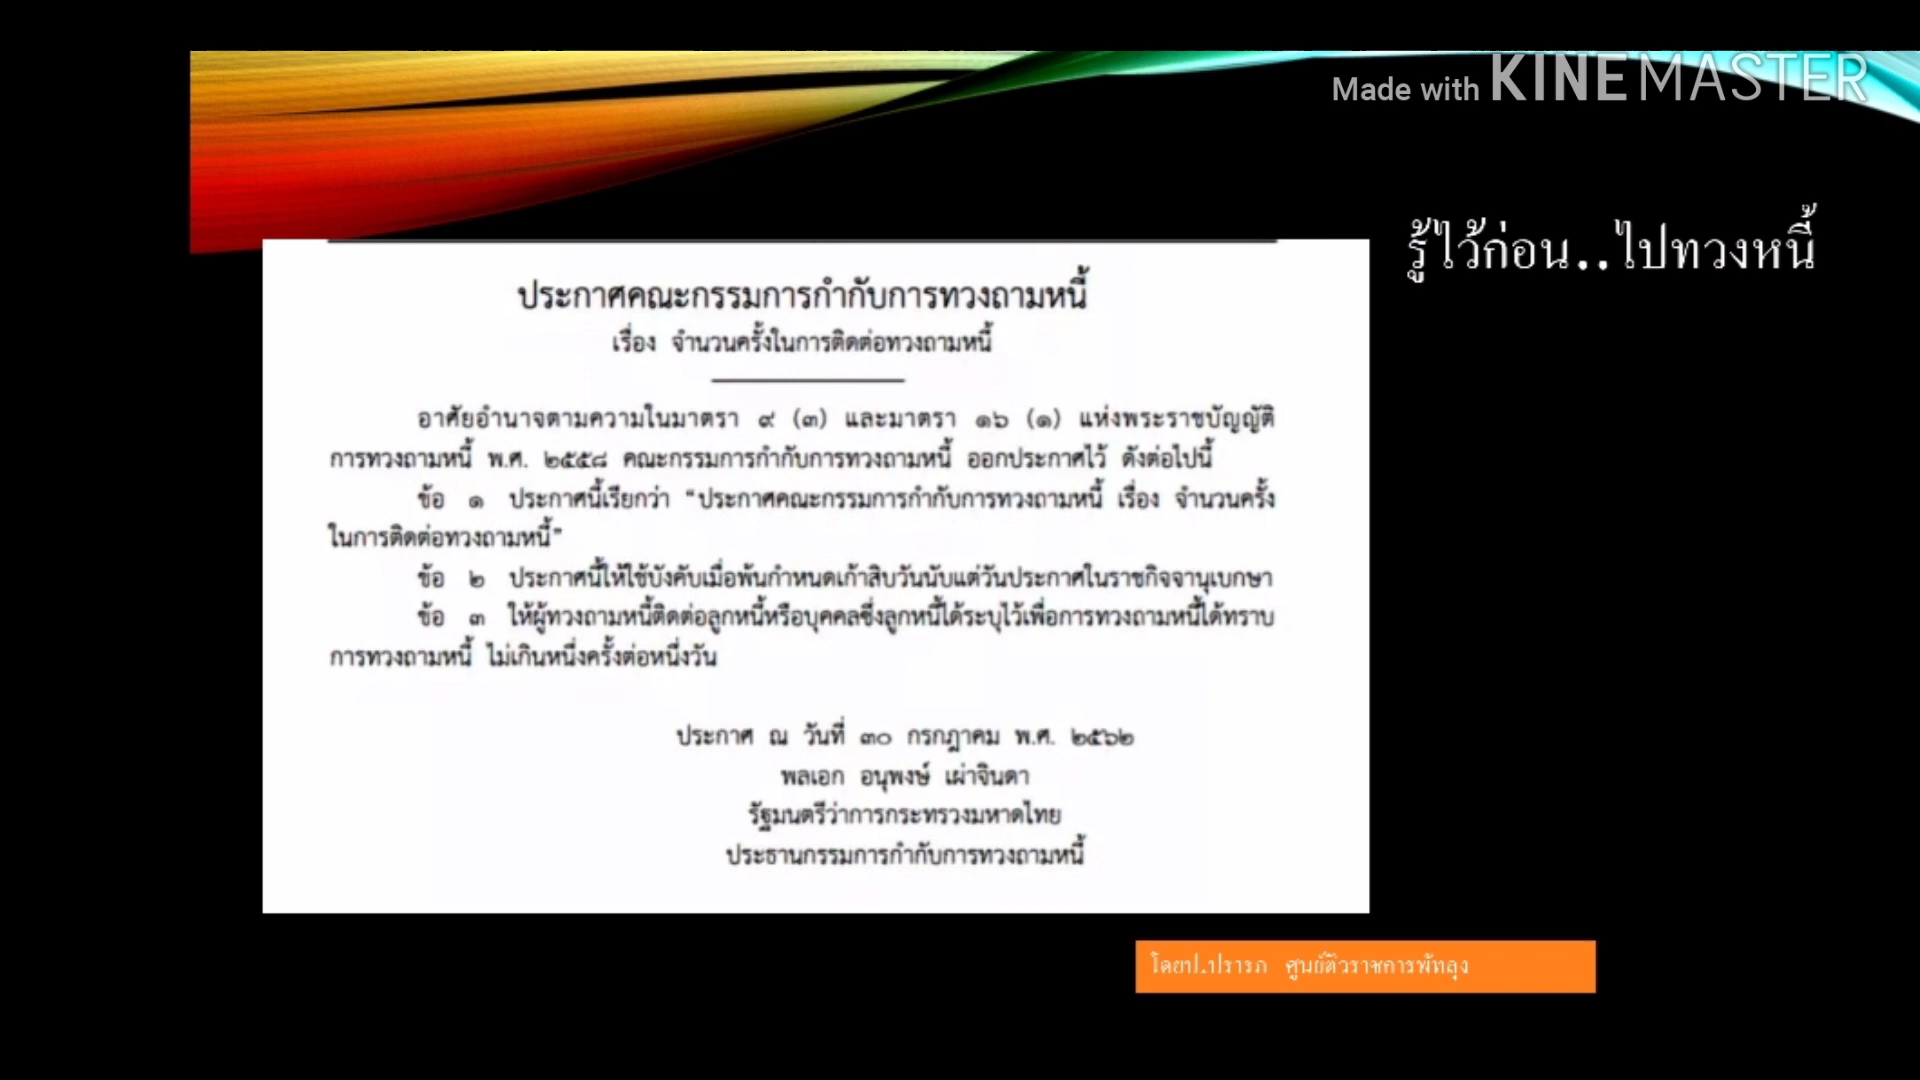 Made with KINEMASTER
รู้ไว้ก่อน..ไปทวงหนี้
ประกาศคณะกรรมการกำกับการทวงถามหนี้
เรื่อง จำนวนครั้งในการติดต่อทวงถามหนี้
อาศัยอำนาจตามความในมาตรา ๙ (๓) และมาตรา ๑๖ (๑) แห่งพระราชบัญญัติ
การทวงถามหนี้ พ.ศ. ๒๕๕๘ คณะกรรมการกำกับการทวงถามหนี้ ออกประกาศไว้ ดังต่อไปนี้
ข้อ ๑ ประกาศนี้เรียกว่า “ประกาศคณะกรรมการกำกับการทวงถามหนี้ เรื่อง จำนวนครั้ง
ในการติดต่อทวงถามหนี้”
ข้อ ๒ ประกาศนี้ให้ใช้บังคับเมื่อพ้นกำหนดเก้าสิบวันนับแต่วันประกาศในราชกิจจานุเบกษา
ข้อ ๓ ให้ผู้ทวงถามหนี้ติดต่อลูกหนี้หรือบุคคลซึ่งลูกหนี้ได้ระบุไว้เพื่อการทวงถามหนี้ได้ทราบ
การทวงถามหนี้ ไม่เกินหนึ่งครั้งต่อหนึ่งวัน
ประกาศ ณ วันที่ ๓๐ กรกฎาคม พ.ศ. ๒๕๖๒
พลเอก อนุพงษ์ เผ่าจินดา
รัฐมนตรีว่าการกระทรวงมหาดไทย
ประธานกรรมการกำกับการทวงถามหนี้
โดยป.ปรารภ ศูนย์ติวราชการพัทลุง